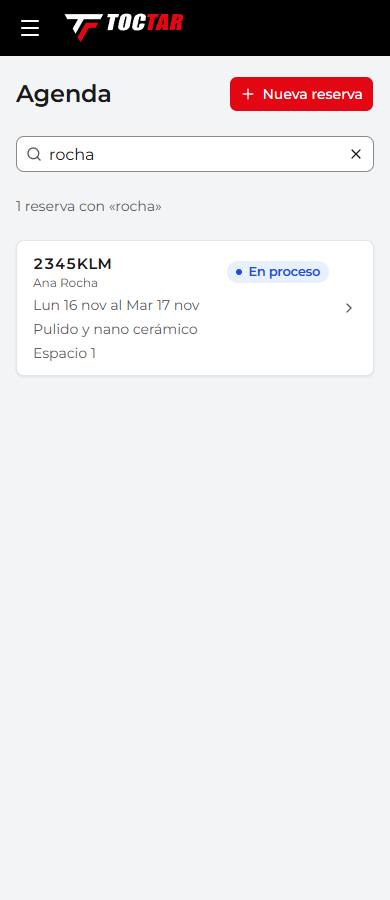 TOCTAR
Agenda
Nueva reserva
rocha
1 reserva con «rocha»
2345KLM
En proceso
Ana Rocha
Lun 16 nov al Mar 17 nov
Pulido y nano cerámico
Espacio 1